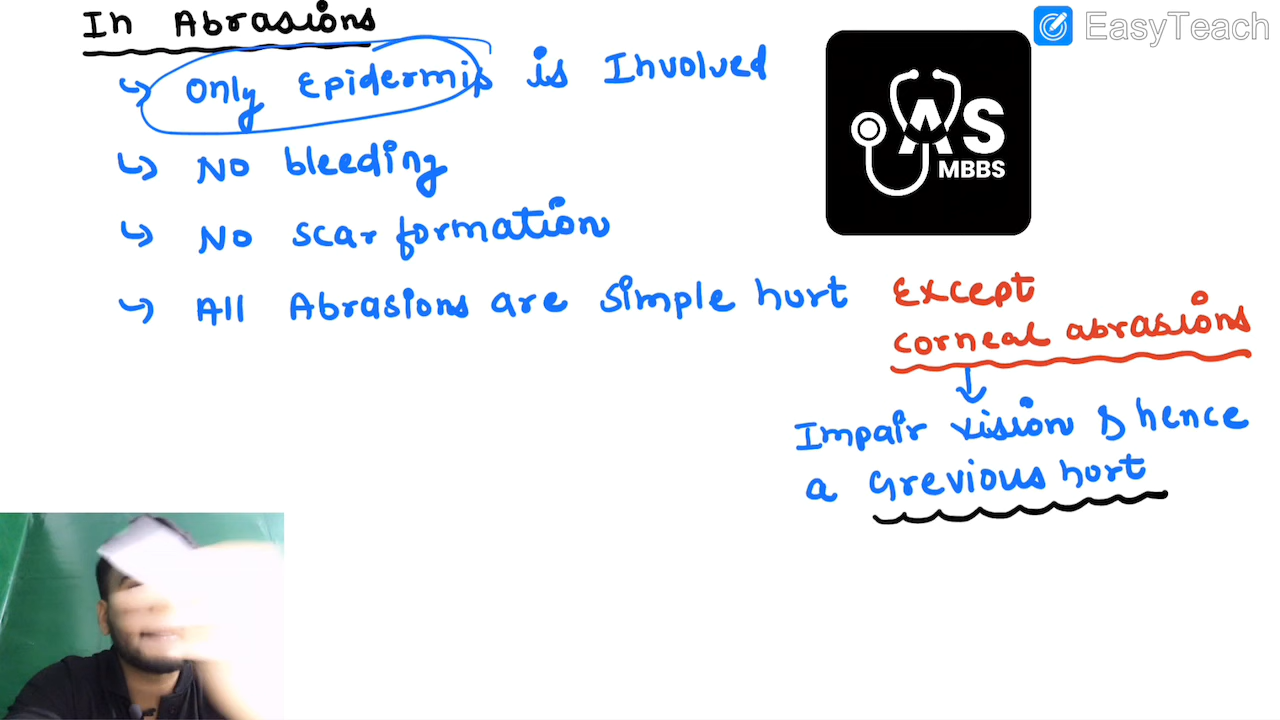 In Abrasions
EasyTeach
↳ Only Epidermis is Involved
AS
MBBS
↳ No bleeding
↳ No scar formation
↳ All Abrasions are simple hurt Except
corneal abrasions
↓
Impair vision & hence
a Grevious hurt